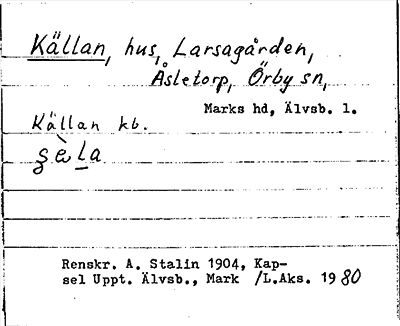 Källan, hus, Larsagården,
Åsletorp, Örby sn,
Marks hd, Älvsb. l.
Källan kb.
Renskr. A. Stalin 1904, Kap-
sel Uppt. Älvsb., Mark /L.Aks. 1980